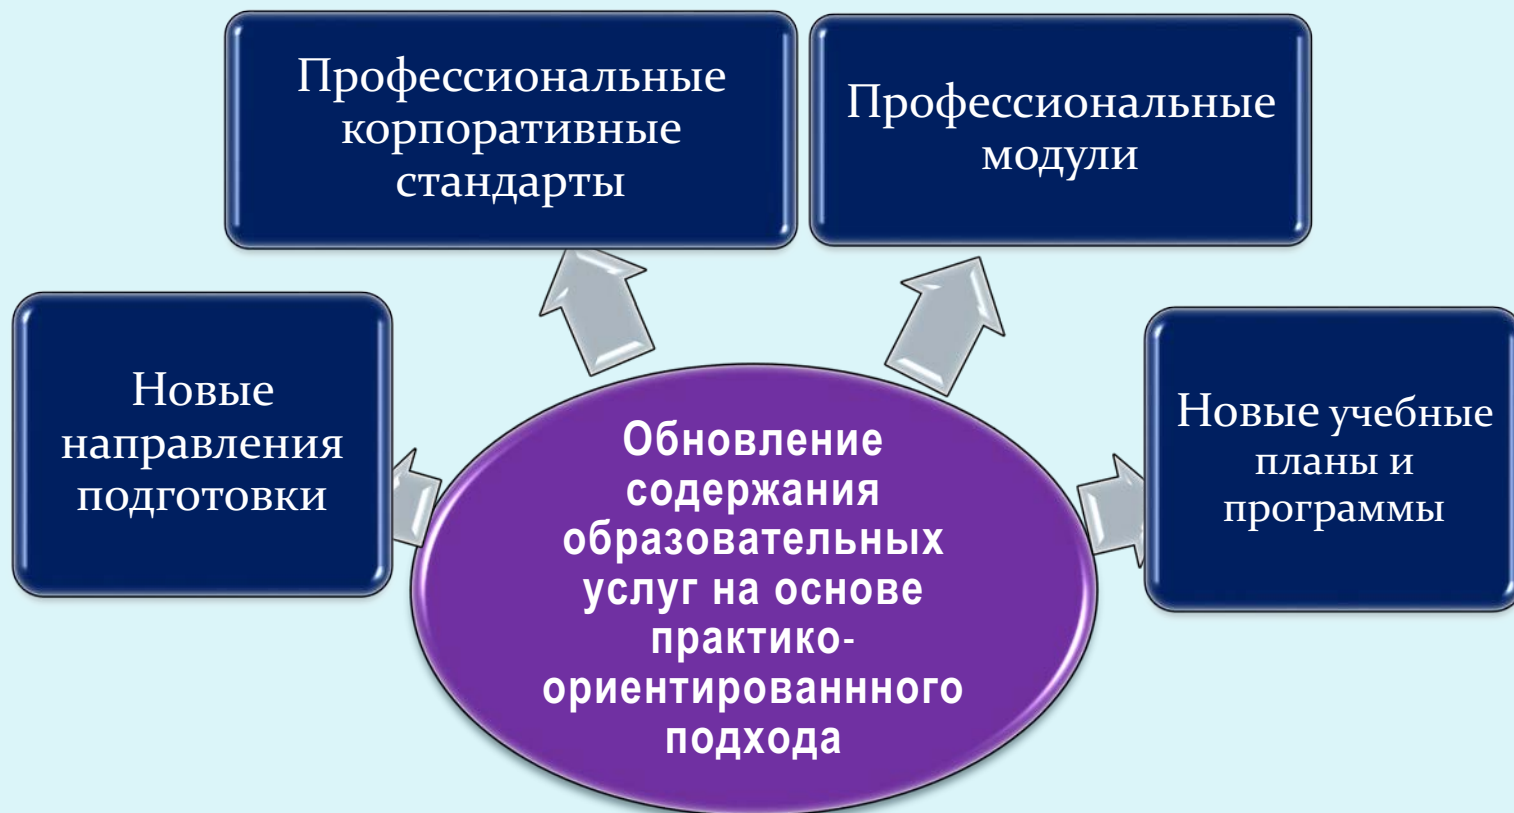 Профессиональные
корпоративные
стандарты
Профессиональные
модули
Новые
направления
подготовки
Новые учебные
планы и
программы
Обновление
содержания
образовательных
услуг на основе
практико-
ориентированнного
подхода